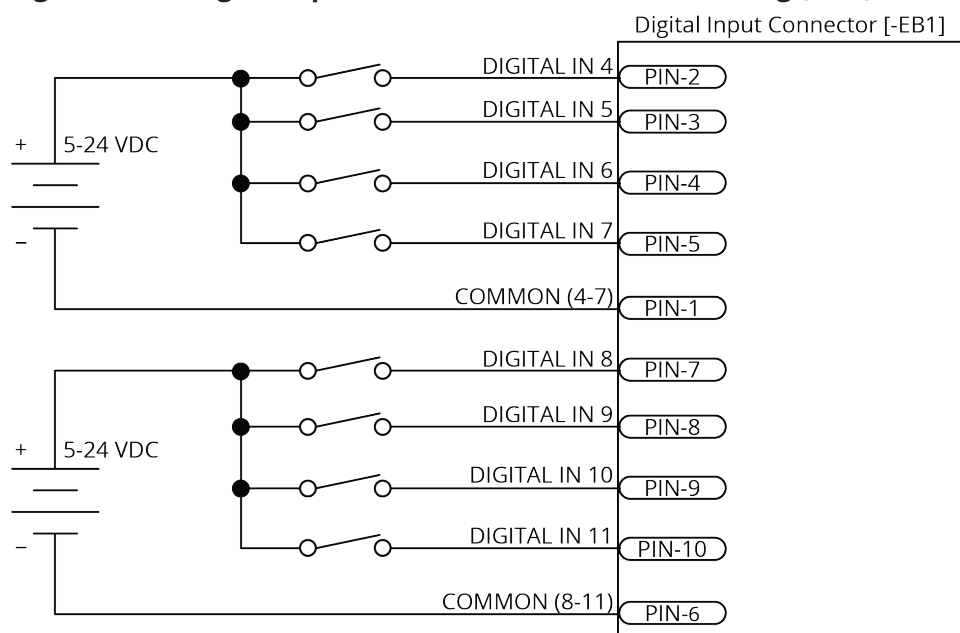 Digital Input Connector [-EB1]
DIGITAL IN 4 PIN-2
DIGITAL IN 5 PIN-3
+ 5-24 VDC
DIGITAL IN 6 PIN-4
DIGITAL IN 7 PIN-5
–
COMMON (4-7) PIN-1
DIGITAL IN 8 PIN-7
DIGITAL IN 9 PIN-8
+ 5-24 VDC
DIGITAL IN 10 PIN-9
DIGITAL IN 11 PIN-10
–
COMMON (8-11) PIN-6